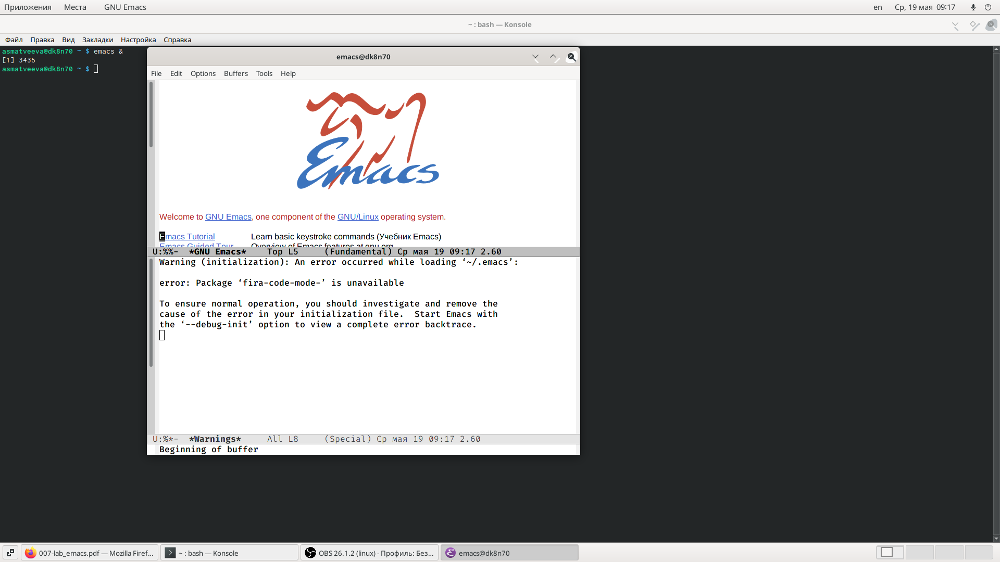 Приложения Места GNU Emacs en Ср, 19 мая 09:17
~ : bash — Konsole
Файл Правка Вид Закладки Настройка Справка
asmatveeva@dk8n70 ~ $ emacs &
[1] 3435
asmatveeva@dk8n70 ~ $
emacs@dk8n70
File Edit Options Buffers Tools Help
Emacs
Welcome to GNU Emacs, one component of the GNU/Linux operating system.
Emacs Tutorial Learn basic keystroke commands (Учебник Emacs)
Emacs Guided Tour Overview of Emacs features at gnu.org
U:%%- *GNU Emacs* Top L5 (Fundamental) Ср мая 19 09:17 2.60
Warning (initialization): An error occurred while loading ‘~/.emacs’:
error: Package ‘fira-code-mode-’ is unavailable
To ensure normal operation, you should investigate and remove the
cause of the error in your initialization file.  Start Emacs with
the ‘--debug-init’ option to view a complete error backtrace.
U:%*- *Warnings* All L8 (Special) Ср мая 19 09:17 2.60
Beginning of buffer
007-lab_emacs.pdf — Mozilla Firef... ~ : bash — Konsole OBS 26.1.2 (linux) - Профиль: Без... emacs@dk8n70